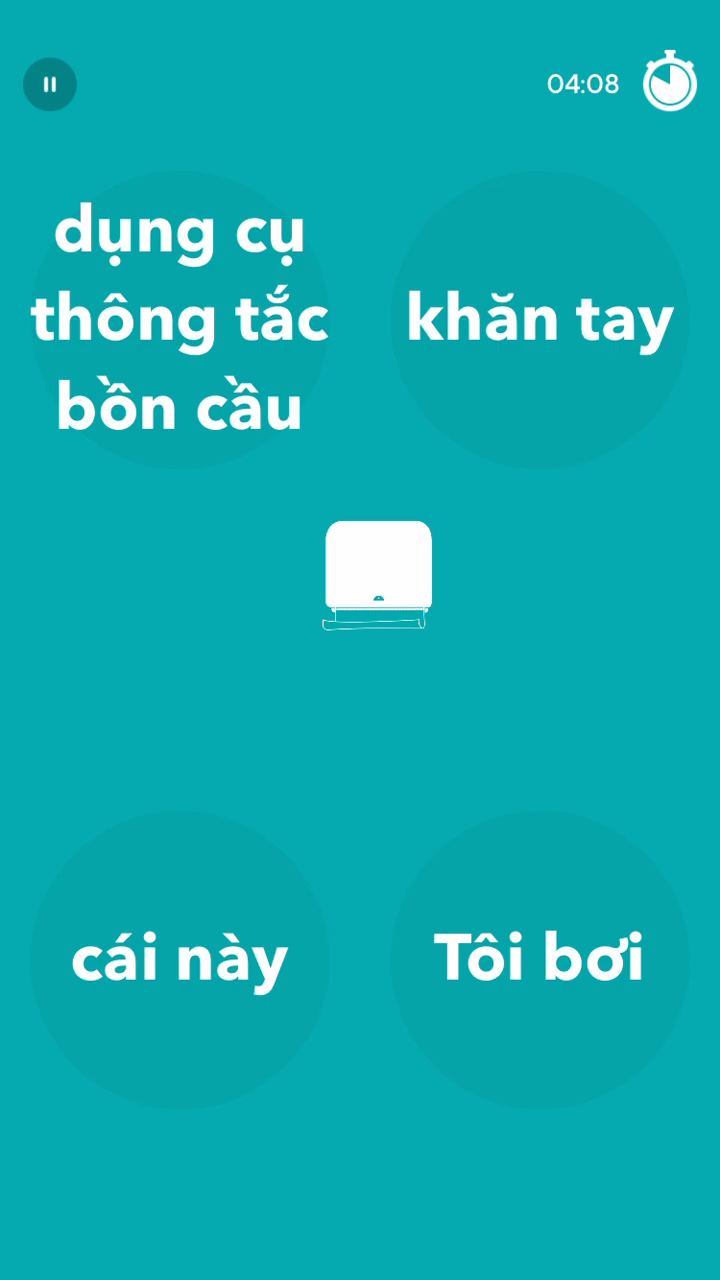 04:08
dụng cụ
thông tắc
bồn cầu
khăn tay
cái này
Tôi bơi